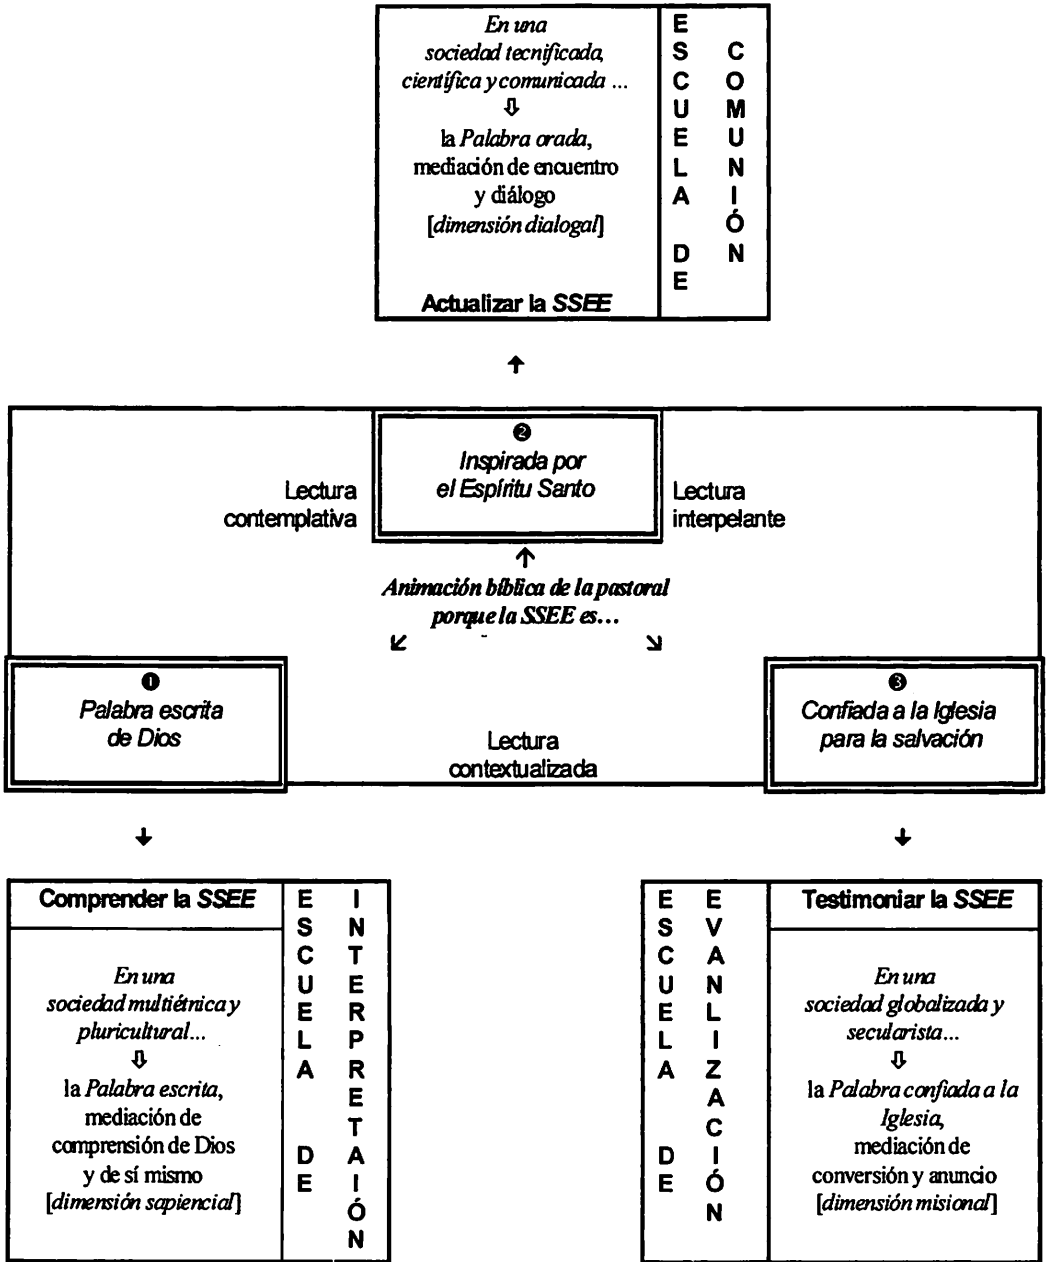 En una
sociedad tecnificada,
científica y comunicada ...
⇩
la Palabra orada,
mediación de encuentro
y diálogo
[dimensión dialogal]
Actualizar la SSEE
ESCUELA DE
COMUNIÓN
↑
❷
Inspirada por
el Espíritu Santo
Lectura
contemplativa
Lectura
interpelante
↑
Animación bíblica de la pastoral
porque la SSEE es...
↙ ↘
❶
Palabra escrita
de Dios
Lectura
contextualizada
❸
Confiada a la Iglesia
para la salvación
↓
↓
Comprender la SSEE
En una
sociedad multiétnica y
pluricultural...
⇩
la Palabra escrita,
mediación de
comprensión de Dios
y de sí mismo
[dimensión sapiencial]
ESCUELA DE
INTERPRETAIÓN
ESCUELA DE
EVANLIZACIÓN
Testimoniar la SSEE
En una
sociedad globalizada y
secularista...
⇩
la Palabra confiada a la
Iglesia,
mediación de
conversión y anuncio
[dimensión misional]